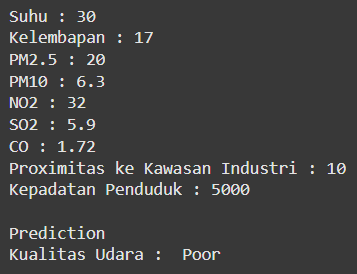 Suhu : 30
Kelembapan : 17
PM2.5 : 20
PM10 : 6.3
NO2 : 32
SO2 : 5.9
CO : 1.72
Proximitas ke Kawasan Industri : 10
Kepadatan Penduduk : 5000
Prediction
Kualitas Udara :  Poor